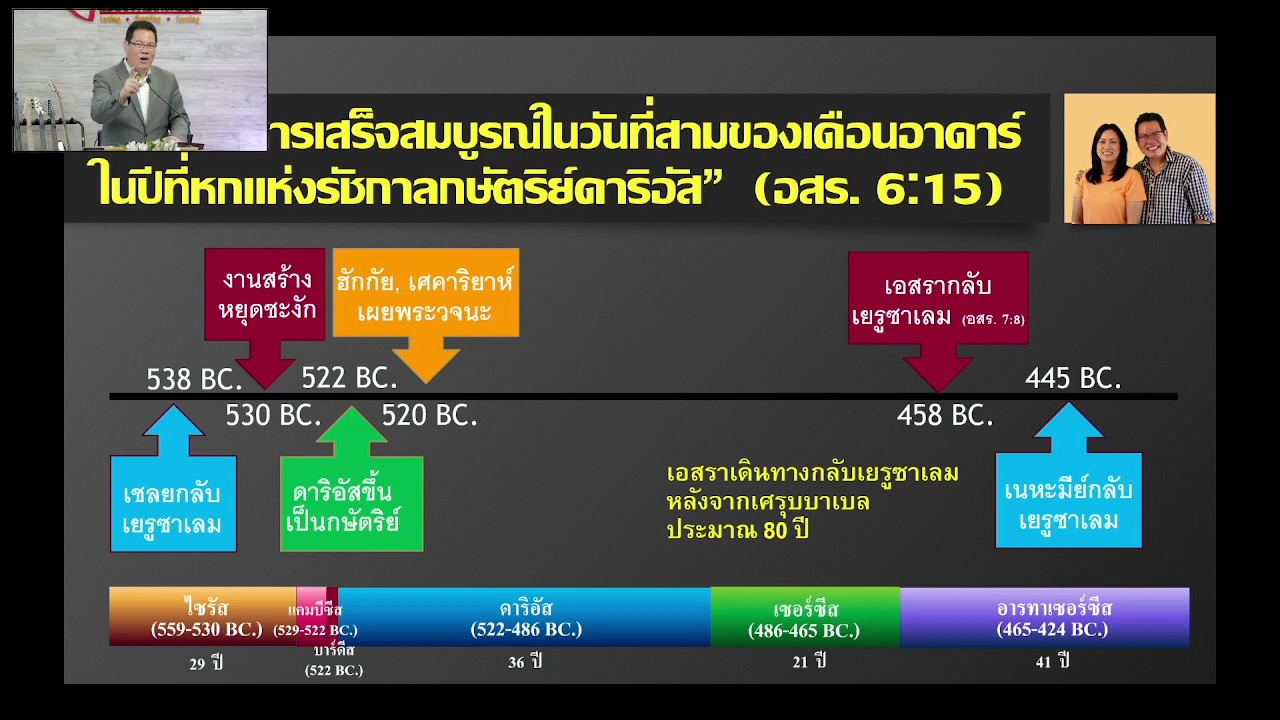 การเสร็จสมบูรณ์ในวันที่สามของเดือนอาดาร์
ในปีที่หกแห่งรัชกาลกษัตริย์ดาริอัส” (อสร. 6:15)
งานสร้าง
หยุดชะงัก
ฮักกัย, เศคาริยาห์
เผยพระวจนะ
เอสรากลับ
เยรูซาเลม (อสร. 7:8)
538 BC.
522 BC.
445 BC.
530 BC.
520 BC.
458 BC.
เชลยกลับ
เยรูซาเลม
ดาริอัสขึ้น
เป็นกษัตริย์
เอสราเดินทางกลับเยรูซาเลม
หลังจากเศรุบบาเบล
ประมาณ 80 ปี
เนหะมีย์กลับ
เยรูซาเลม
ไซรัส
(559-530 BC.)
29 ปี
แคมบีซีส
(529-522 BC.)
บาร์ดีส
(522 BC.)
ดาริอัส
(522-486 BC.)
36 ปี
เซอร์ซีส
(486-465 BC.)
21 ปี
อารทาเซอร์ซีส
(465-424 BC.)
41 ปี